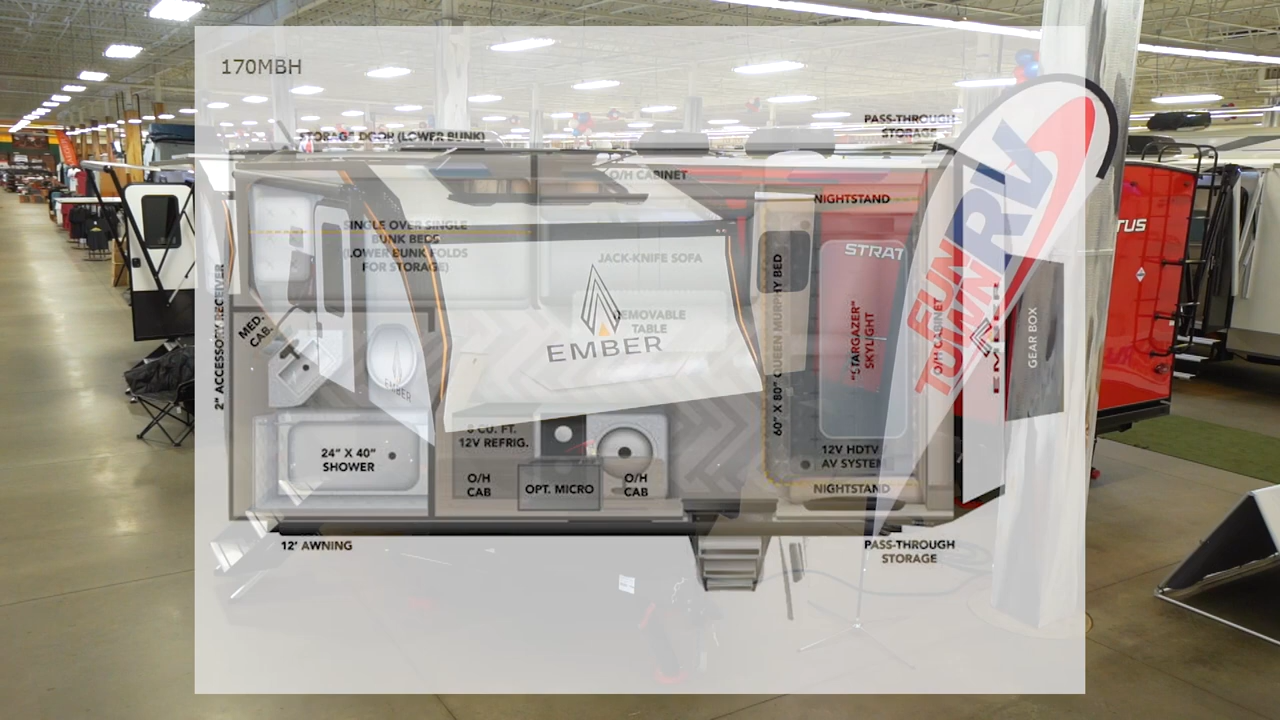 170MBH
STORAGE DOOR (LOWER BUNK)
PASS-THROUGH
STORAGE
O/H CABINET
NIGHTSTAND
SINGLE OVER SINGLE
BUNK BEDS
(LOWER BUNK FOLDS
FOR STORAGE)
JACK-KNIFE SOFA
REMOVABLE
TABLE
EMBER
EMBER
2" ACCESSORY RECEIVER
MED.
CAB.
60" X 80" QUEEN MURPHY BED
STRAT
"STARGAZER"
SKYLIGHT
O/H CABINET
FUN
TOWN RV
EMBER
GEAR BOX
TUS
24" X 40"
SHOWER
8 CU. FT.
12V REFRIG.
O/H
CAB
OPT. MICRO
O/H
CAB
12V HDTV
AV SYSTEM
NIGHTSTAND
12' AWNING
PASS-THROUGH
STORAGE